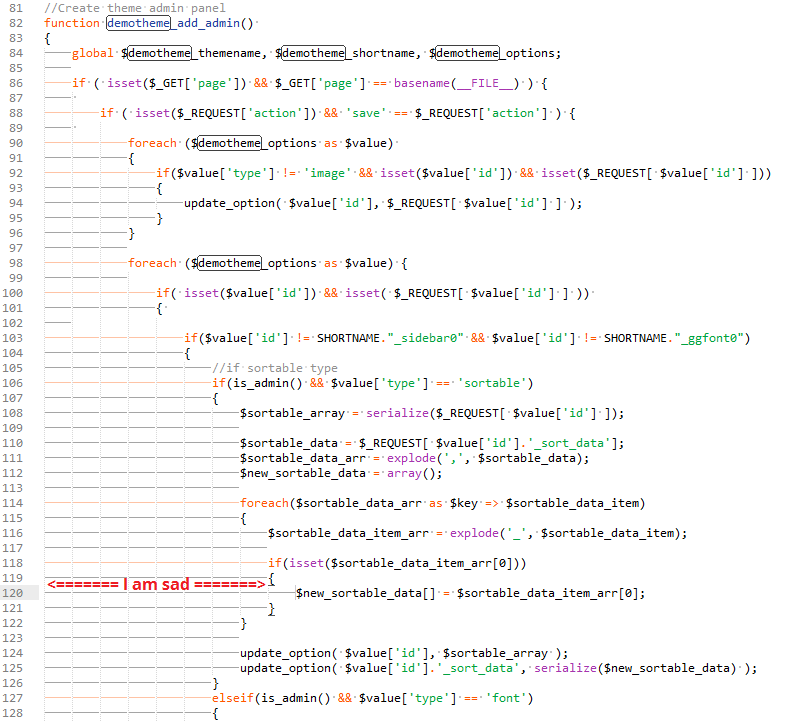 81 //Create theme admin panel
82 function demotheme_add_admin()
83 {
84 global $demotheme_themename, $demotheme_shortname, $demotheme_options;
85
86 if ( isset($_GET['page']) && $_GET['page'] == basename(__FILE__) ) {
87
88 if ( isset($_REQUEST['action']) && 'save' == $_REQUEST['action'] ) {
89
90 foreach ($demotheme_options as $value)
91 {
92 if($value['type'] != 'image' && isset($value['id']) && isset($_REQUEST[ $value['id'] ]))
93 {
94 update_option( $value['id'], $_REQUEST[ $value['id'] ] );
95 }
96 }
97
98 foreach ($demotheme_options as $value) {
99
100 if( isset($value['id']) && isset( $_REQUEST[ $value['id'] ] ))
101 {
102
103 if($value['id'] != SHORTNAME."_sidebar0" && $value['id'] != SHORTNAME."_ggfont0")
104 {
105 //if sortable type
106 if(is_admin() && $value['type'] == 'sortable')
107 {
108 $sortable_array = serialize($_REQUEST[ $value['id'] ]);
109
110 $sortable_data = $_REQUEST[ $value['id'].'_sort_data'];
111 $sortable_data_arr = explode(',', $sortable_data);
112 $new_sortable_data = array();
113
114 foreach($sortable_data_arr as $key => $sortable_data_item)
115 {
116 $sortable_data_item_arr = explode('_', $sortable_data_item);
117
118 if(isset($sortable_data_item_arr[0]))
119 <======= I am sad =======> {
120 $new_sortable_data[] = $sortable_data_item_arr[0];
121 }
122 }
123
124 update_option( $value['id'], $sortable_array );
125 update_option( $value['id'].'_sort_data', serialize($new_sortable_data) );
126 }
127 elseif(is_admin() && $value['type'] == 'font')
128 {